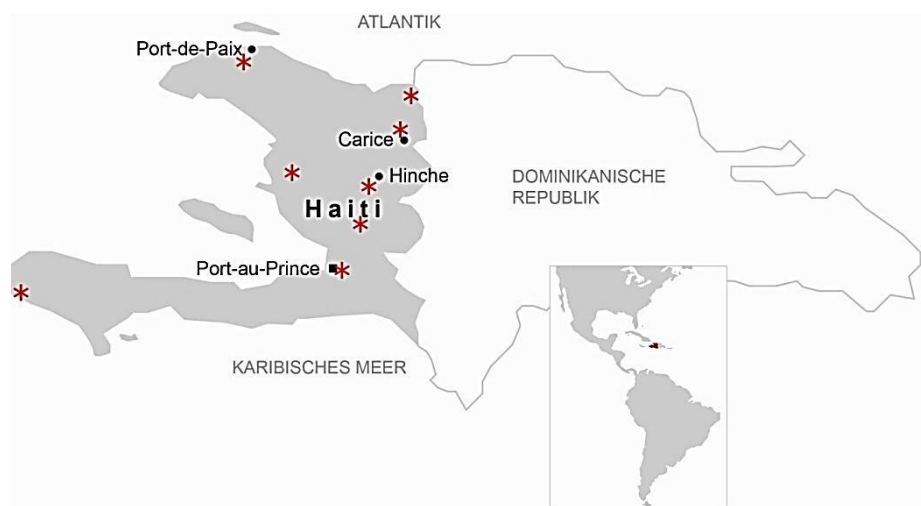 ATLANTIK
Port-de-Paix
Carice
Hinche
DOMINIKANISCHE
REPUBLIK
Haiti
Port-au-Prince
KARIBISCHES MEER